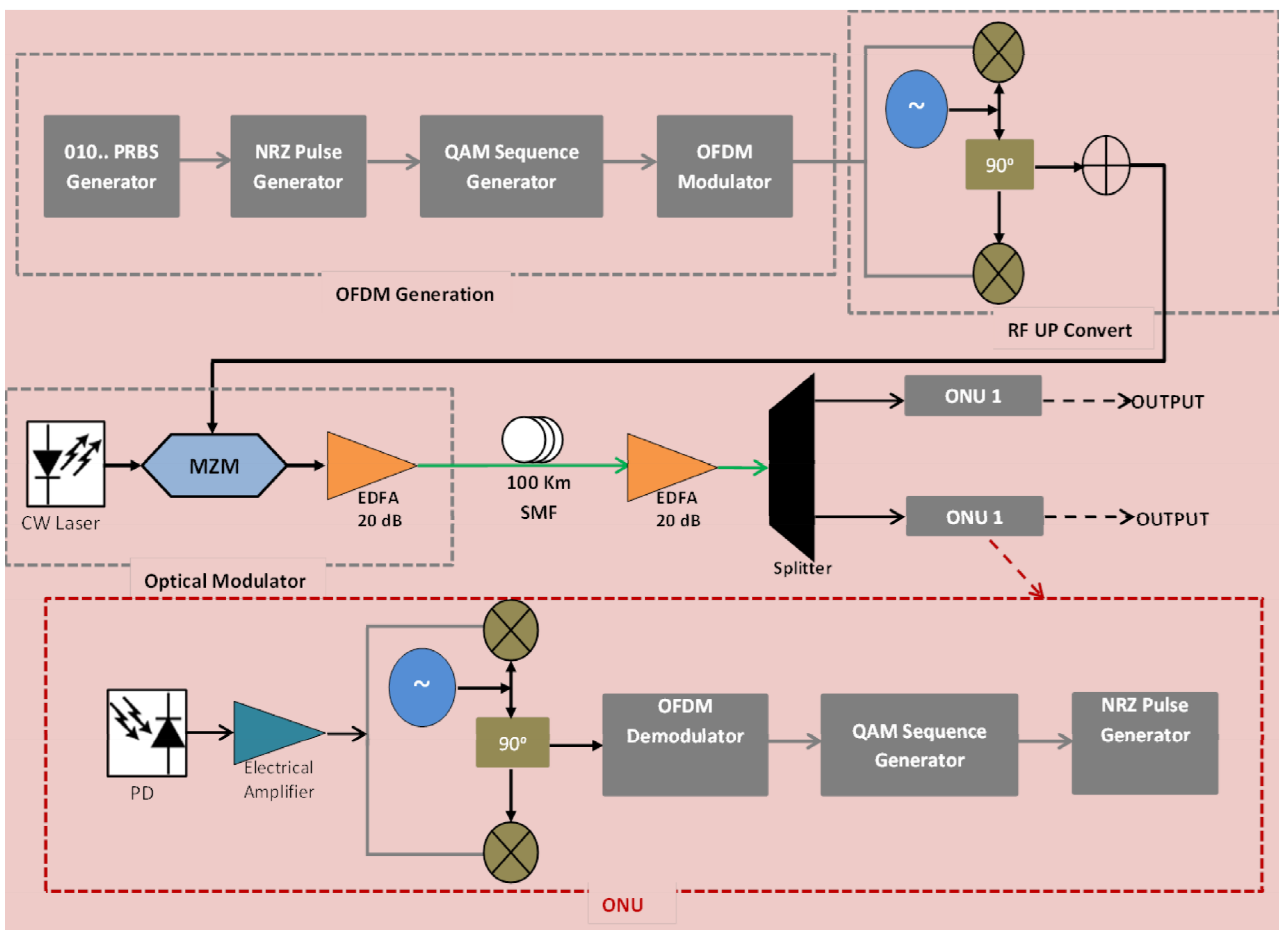 010.. PRBS
Generator
NRZ Pulse
Generator
QAM Sequence
Generator
OFDM
Modulator
OFDM Generation
~
90º
RF UP Convert
CW Laser
MZM
EDFA
20 dB
Optical Modulator
100 Km
SMF
EDFA
20 dB
Splitter
ONU 1
OUTPUT
ONU 1
OUTPUT
PD
Electrical
Amplifier
~
90º
OFDM
Demodulator
QAM Sequence
Generator
NRZ Pulse
Generator
ONU